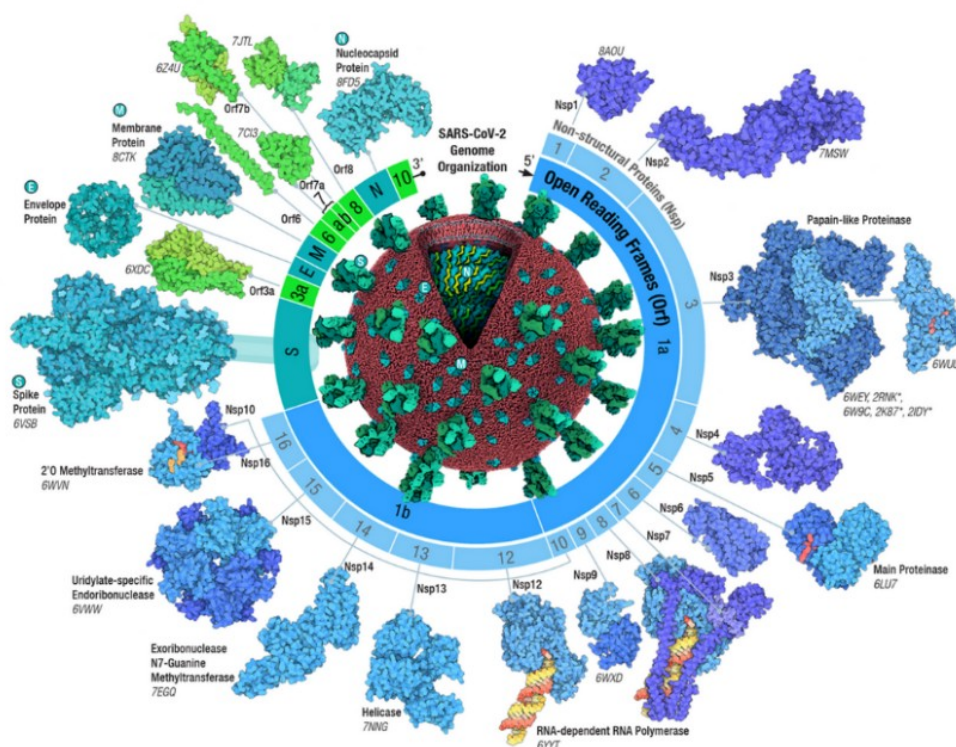 SARS-CoV-2
Genome
Organization
3'
5'
Open Reading Frames (Orf)
1a
1b
Non-structural Proteins (Nsp)
1
2
3
4
5
6
7
8
9
10
12
13
14
15
16
S
3a
E
M
6
7
ab
8
N
10
N
S
E
M
Nsp1
8AOU
Nsp2
7MSW
Papain-like Proteinase
Nsp3
6WUU
6WEY, 2RNK*,
6W9C, 2K87*, 2IDY*
Nsp4
Nsp5
Main Proteinase
6LU7
Nsp6
Nsp7
Nsp8
RNA-dependent RNA Polymerase
6YYT
Nsp9
6WXD
Nsp12
Nsp13
Helicase
7NNG
Nsp14
Exoribonuclease
N7-Guanine
Methyltransferase
7EGQ
Nsp15
Uridylate-specific
Endoribonuclease
6VWW
Nsp10
Nsp16
2'O Methyltransferase
6WVN
S
Spike
Protein
6VSB
Orf3a
6XDC
E
Envelope
Protein
M
Membrane
Protein
8CTK
Orf6
Orf7a
7CI3
Orf7b
6Z4U
Orf8
7JTL
N
Nucleocapsid
Protein
8FD5